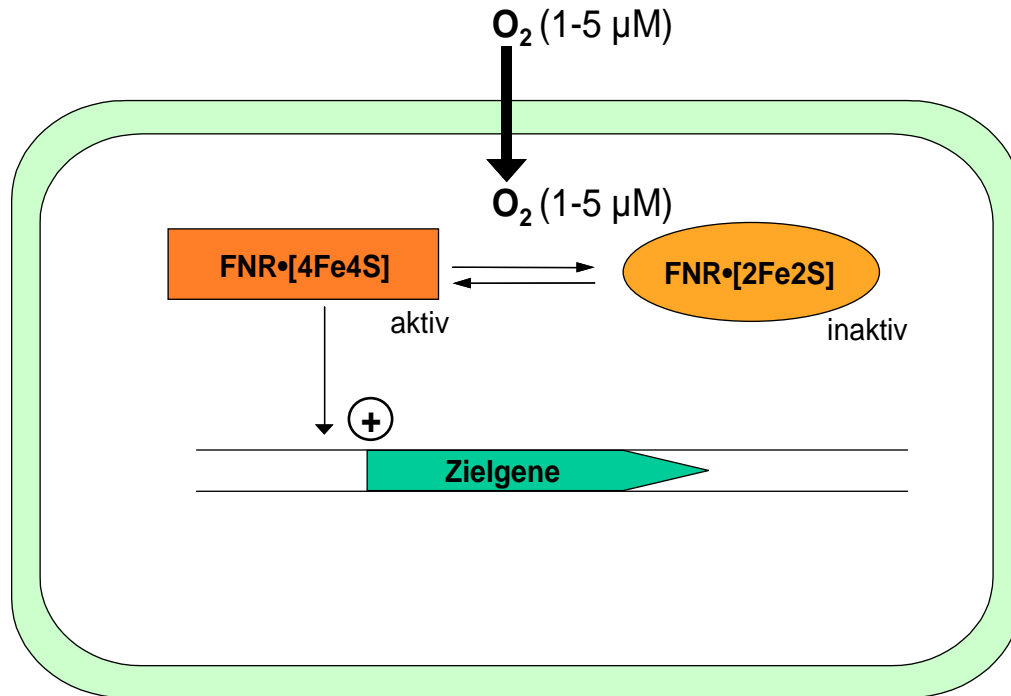 O₂ (1-5 µM)
O₂ (1-5 µM)
FNR•[4Fe4S]
FNR•[2Fe2S]
aktiv
inaktiv
+
Zielgene